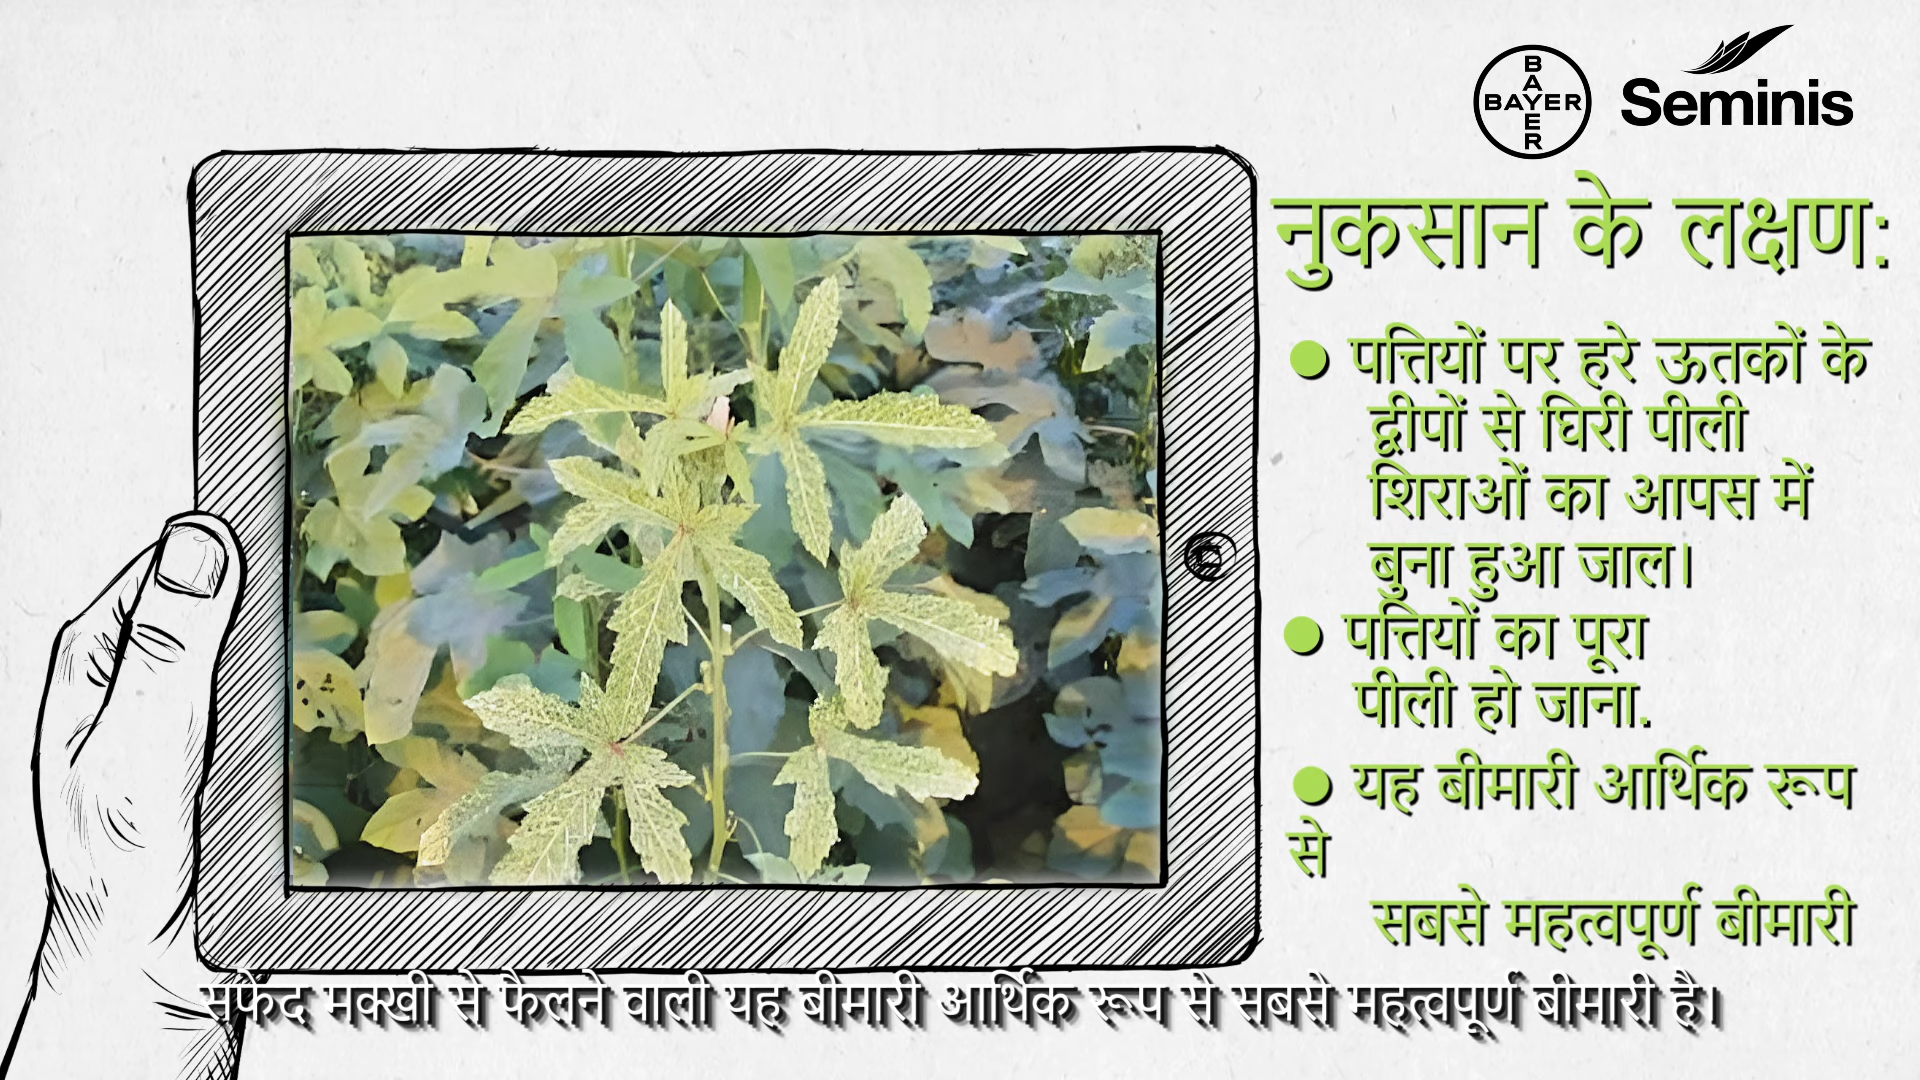 BAYER
BAYER
Seminis
नुकसान के लक्षण:
● पत्तियों पर हरे ऊतकों के
द्वीपों से घिरी पीली
शिराओं का आपस में
बुना हुआ जाल।
● पत्तियों का पूरा
पीली हो जाना.
● यह बीमारी आर्थिक रूप
से
सबसे महत्वपूर्ण बीमारी
सफेद मक्खी से फैलने वाली यह बीमारी आर्थिक रूप से सबसे महत्वपूर्ण बीमारी है।